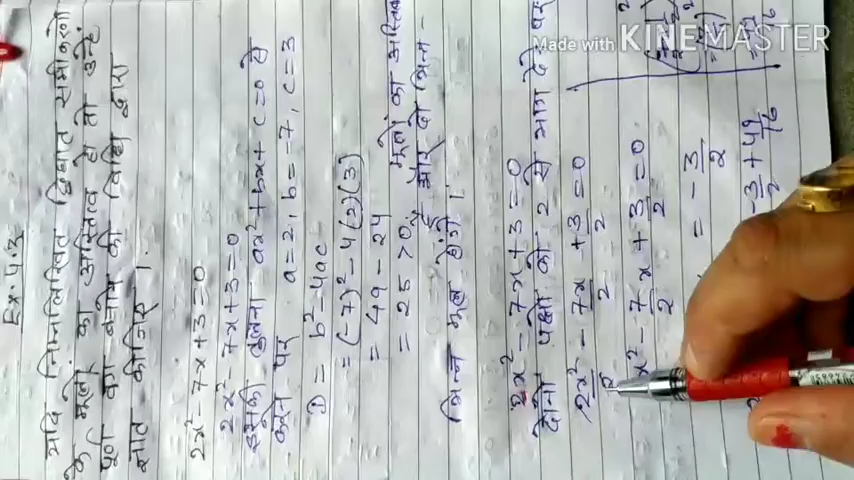 Ex. 4.3
यदि निम्नलिखित द्विघात समीकरणों
के मूलों का अस्तित्व हो तो उन्हें
पूर्ण वर्ग बनाने की विधि द्वारा
ज्ञात कीजिए।
2x² - 7x + 3 = 0
2x² - 7x + 3 = 0
इसकी तुलना ax² + bx + c = 0 से
करने पर a = 2, b = -7, c = 3
D = b² - 4ac
= (-7)² - 4(2)(3)
= 49 - 24
= 25 > 0, मूलों का
है और दो भिन्न -
भिन्न मूल होंगे।
2x² - 7x + 3 = 0
दोनों पक्षों को 2 से भाग देने पर
2x²/2 - 7x/2 + 3/2 = 0
x² - 7/2 x + 3/2 = 0
= -3/2
-3/2 + 49/16
Made with KINEMASTER